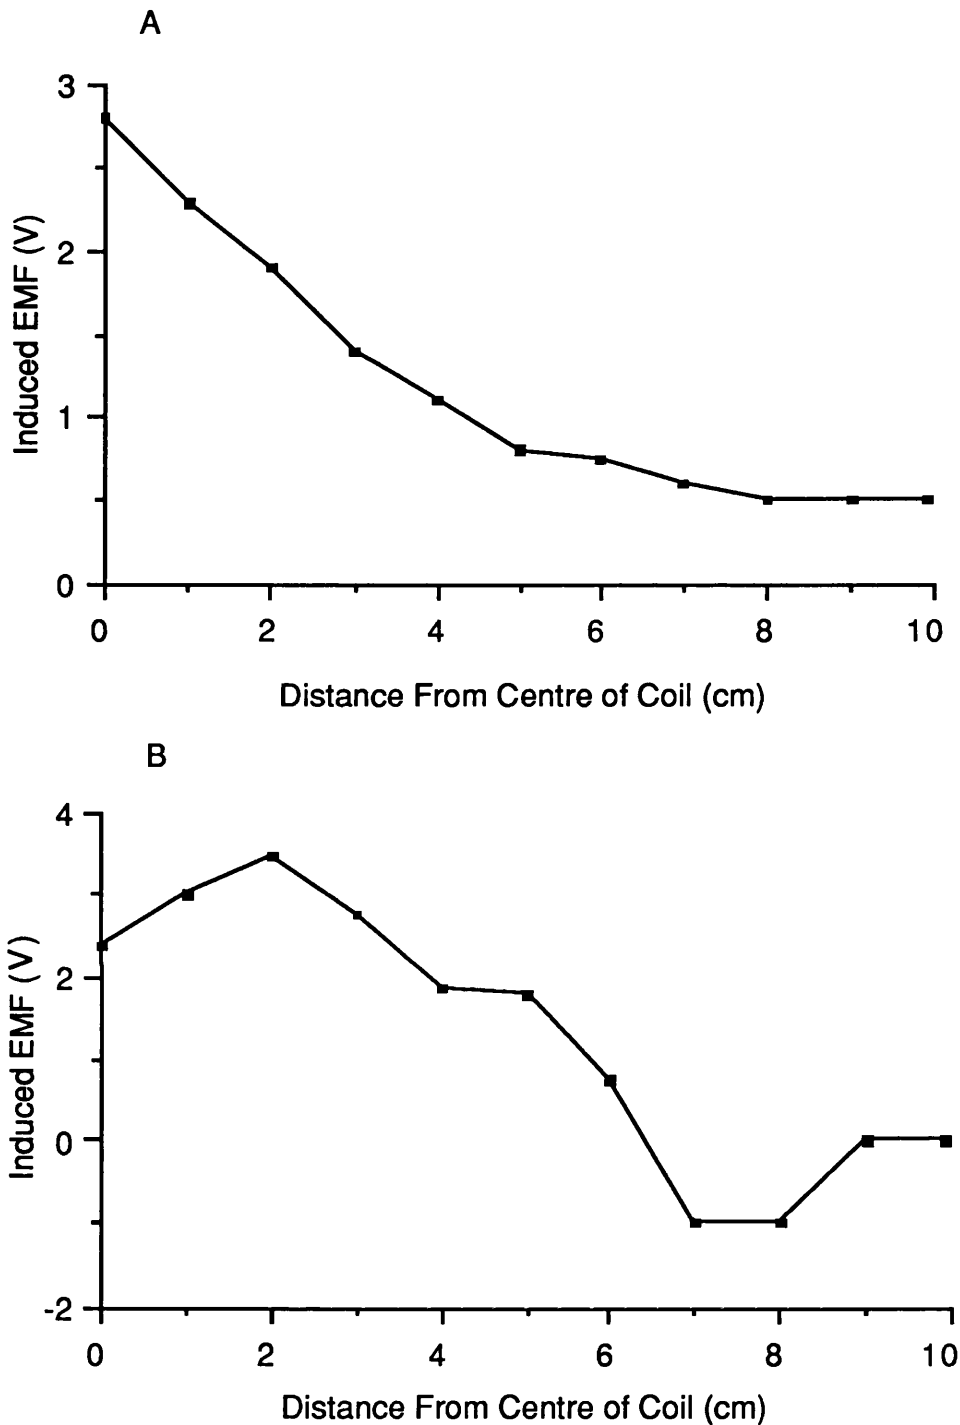 A
3
2
1
0
Induced EMF (V)
0 2 4 6 8 10
Distance From Centre of Coil (cm)
B
4
2
0
-2
Induced EMF (V)
0 2 4 6 8 10
Distance From Centre of Coil (cm)